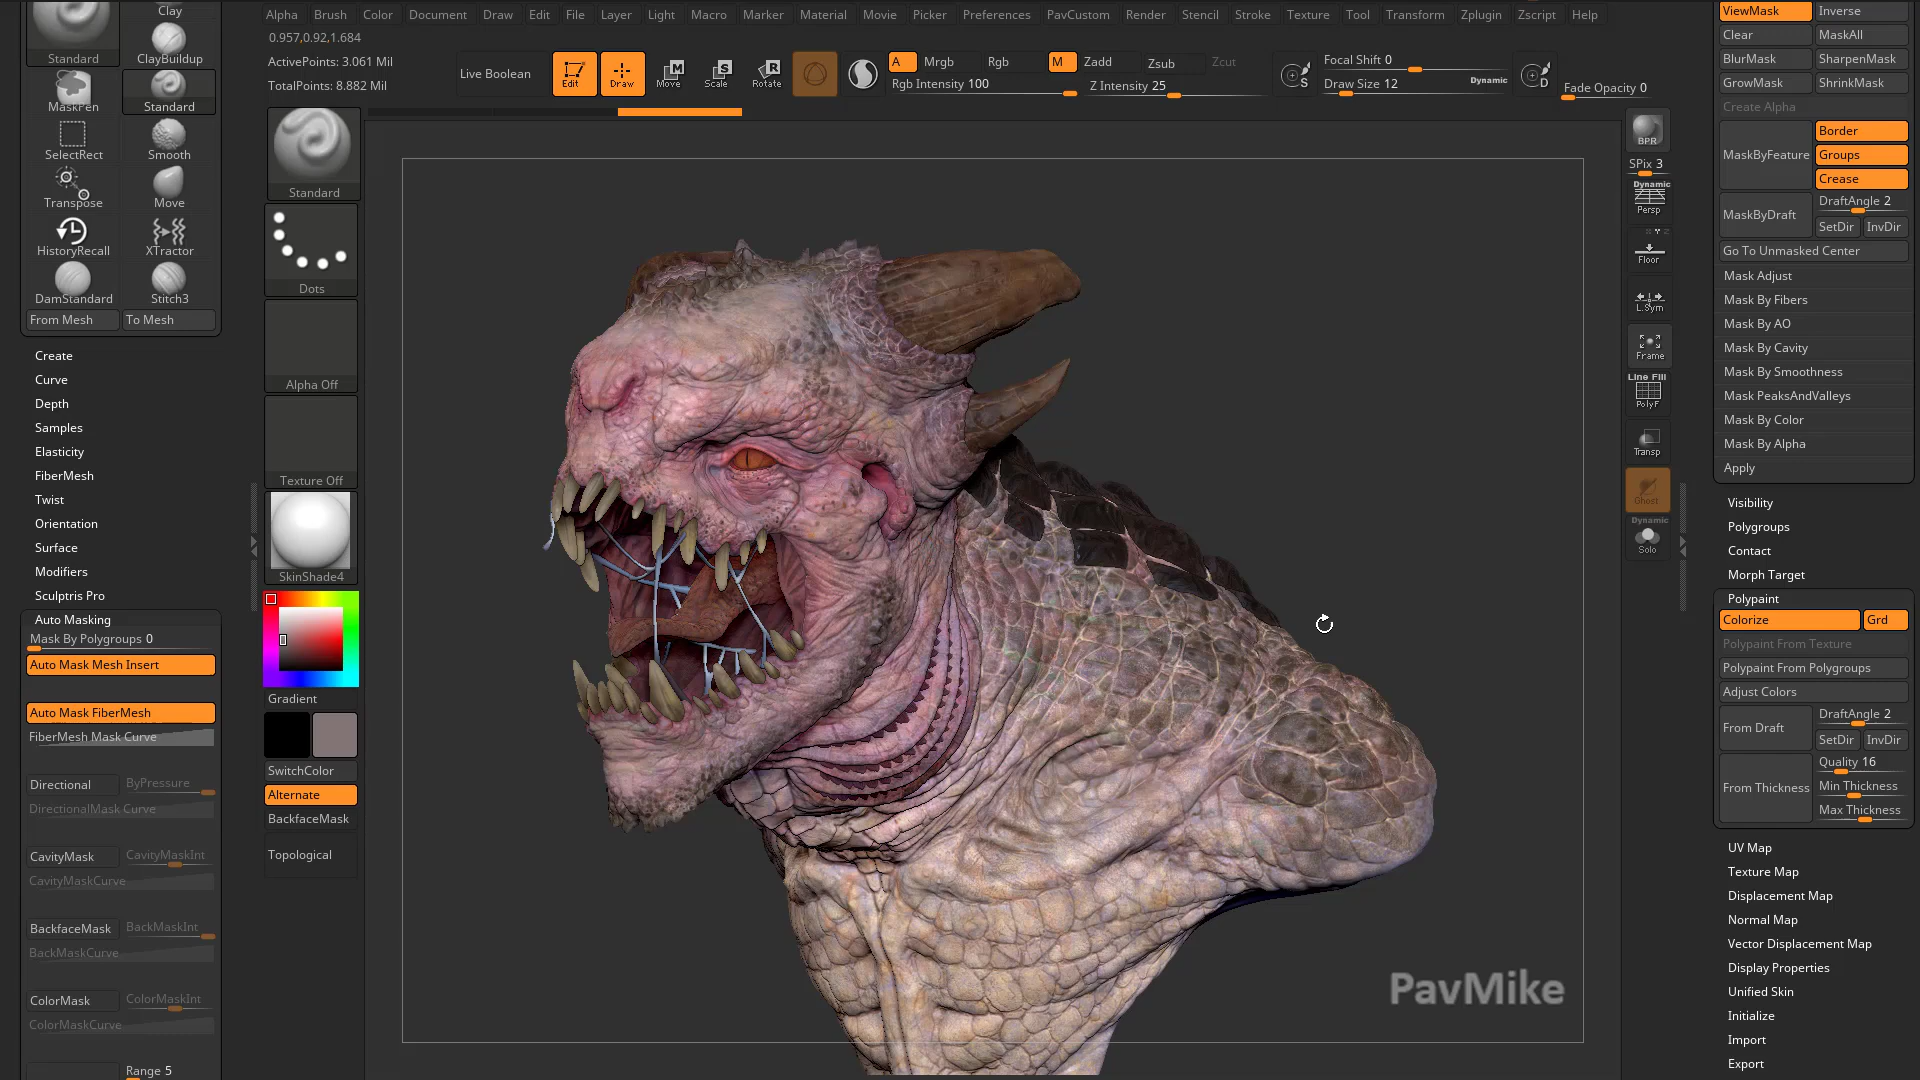 Alpha Brush Color Document Draw Edit File Layer Light Macro Marker Material Movie Picker Preferences PavCustom Render Stencil Stroke Texture Tool Transform Zplugin Zscript Help
0.957,0.92,1.684
ActivePoints: 3.061 Mil
TotalPoints: 8.882 Mil
Live Boolean
Edit
Draw
Move
Scale
Rotate
A Mrgb Rgb M Zadd Zsub Zcut
Rgb Intensity 100
Z Intensity 25
Focal Shift 0
Draw Size 12 Dynamic
Fade Opacity 0
Clay
Standard
ClayBuildup
MaskPen
Standard
SelectRect
Smooth
Transpose
Move
HistoryRecall
XTractor
DamStandard
Stitch3
From Mesh
To Mesh
Create
Curve
Depth
Samples
Elasticity
FiberMesh
Twist
Orientation
Surface
Modifiers
Sculptris Pro
Auto Masking
Mask By Polygroups 0
Auto Mask Mesh Insert
Auto Mask FiberMesh
FiberMesh Mask Curve
Directional
ByPressure
DirectionalMask Curve
CavityMask
CavityMaskInt
CavityMaskCurve
BackfaceMask
BackMaskInt
BackMaskCurve
ColorMask
ColorMaskInt
ColorMaskCurve
Range 5
Standard
Dots
Alpha Off
Texture Off
SkinShade4
Gradient
SwitchColor
Alternate
BackfaceMask
Topological
PavMike
BPR
SPix 3
Dynamic
Persp
Floor
L.Sym
Frame
Line Fill
PolyF
Transp
Ghost
Dynamic
Solo
ViewMask
Inverse
Clear
MaskAll
BlurMask
SharpenMask
GrowMask
ShrinkMask
Create Alpha
MaskByFeature
Border
Groups
Crease
MaskByDraft
DraftAngle 2
SetDir
InvDir
Go To Unmasked Center
Mask Adjust
Mask By Fibers
Mask By AO
Mask By Cavity
Mask By Smoothness
Mask PeaksAndValleys
Mask By Color
Mask By Alpha
Apply
Visibility
Polygroups
Contact
Morph Target
Polypaint
Colorize
Grd
Polypaint From Texture
Polypaint From Polygroups
Adjust Colors
From Draft
DraftAngle 2
SetDir
InvDir
From Thickness
Quality 16
Min Thickness
Max Thickness
UV Map
Texture Map
Displacement Map
Normal Map
Vector Displacement Map
Display Properties
Unified Skin
Initialize
Import
Export